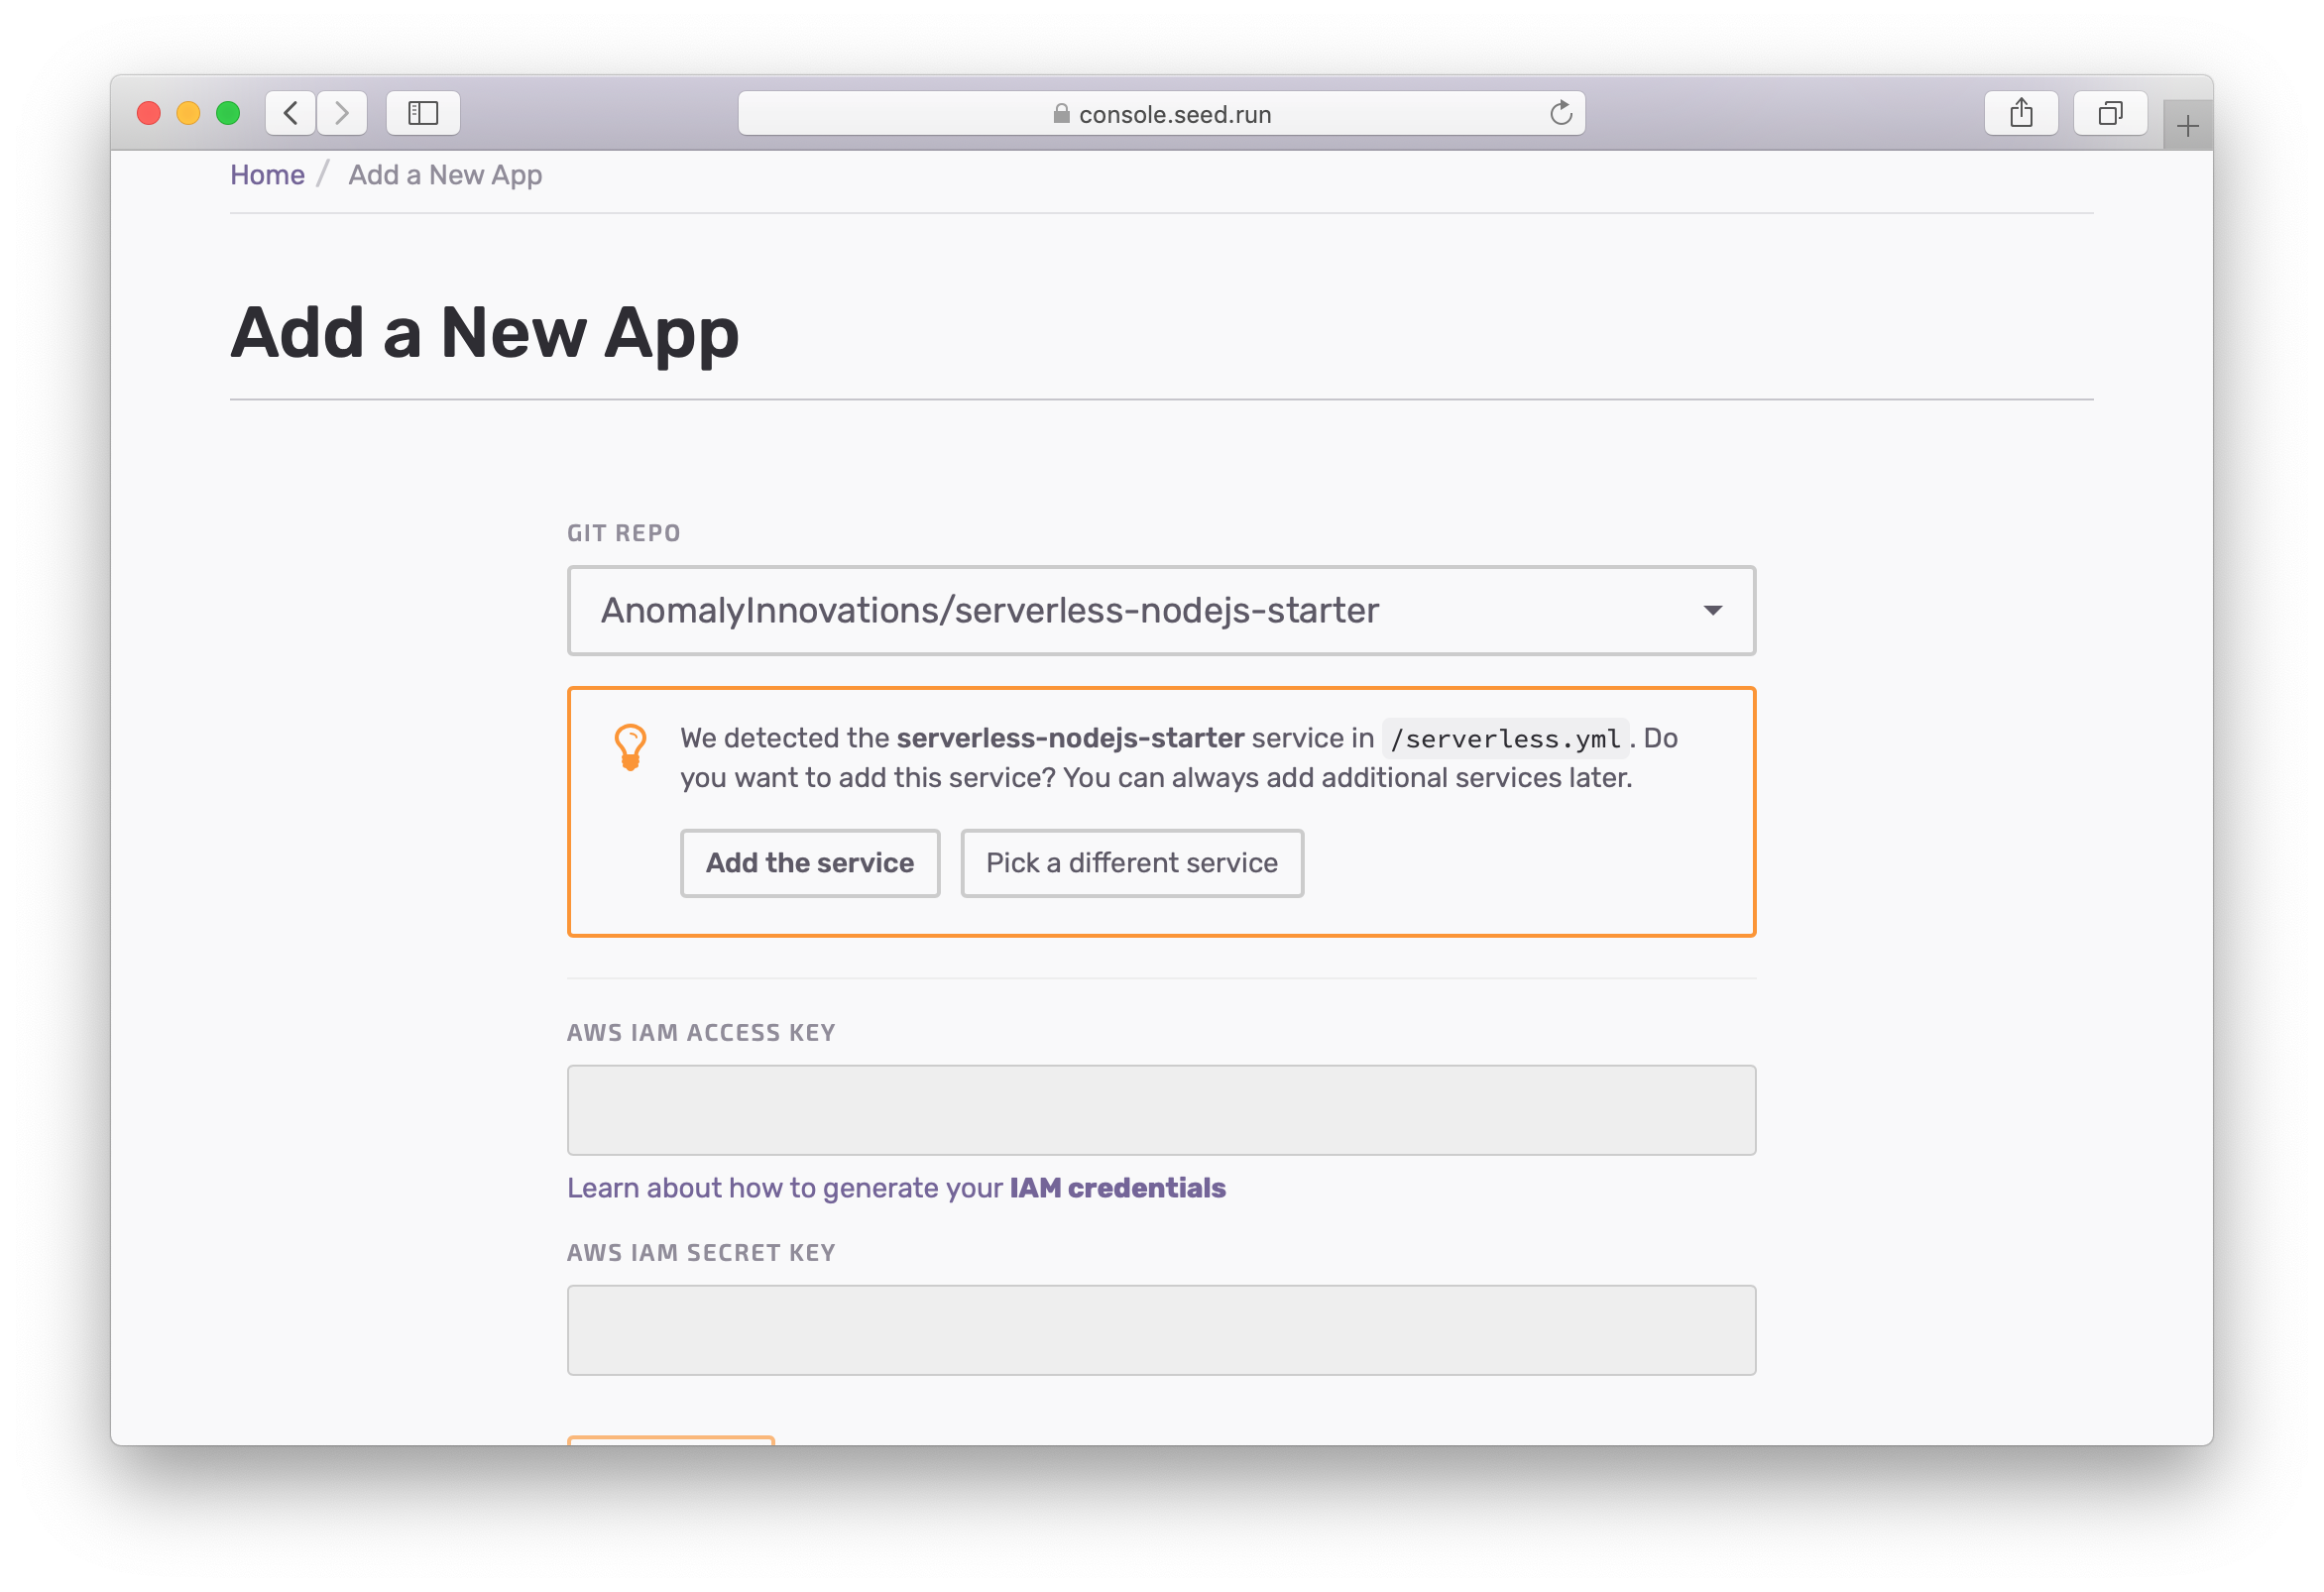 console.seed.run
Home / Add a New App
Add a New App
GIT REPO
AnomalyInnovations/serverless-nodejs-starter
We detected the serverless-nodejs-starter service in /serverless.yml. Do
you want to add this service? You can always add additional services later.
Add the service Pick a different service
AWS IAM ACCESS KEY
Learn about how to generate your IAM credentials
AWS IAM SECRET KEY